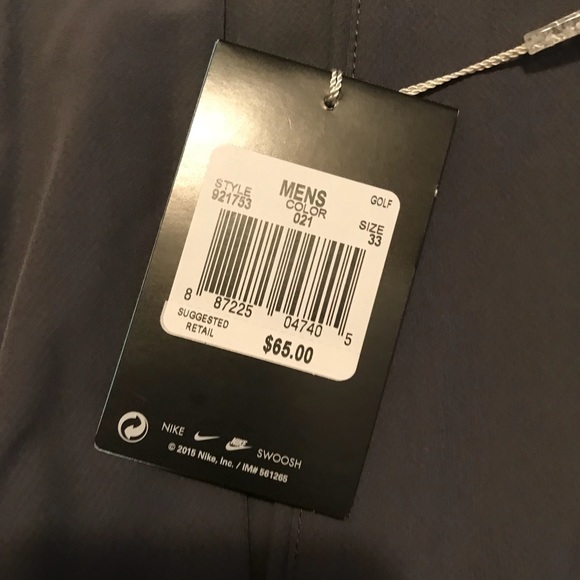 MENS
GOLF
STYLE
921753
COLOR
021
SIZE
33
8 87225 04740 5
SUGGESTED
RETAIL
$65.00
NIKE NIKE SWOOSH
© 2015 Nike, Inc. / IM# 561265